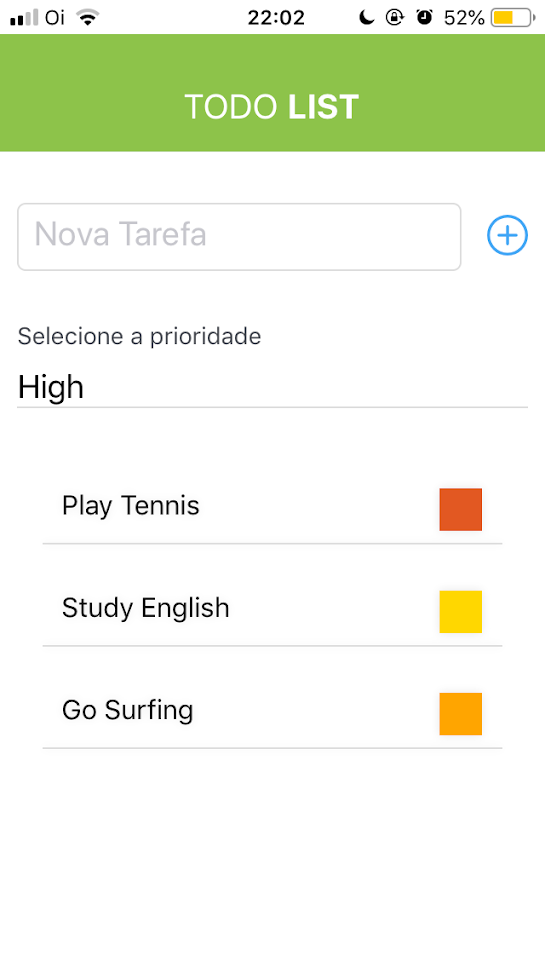 Oi 22:02 52%
TODO LIST
Nova Tarefa
Selecione a prioridade
High
Play Tennis
Study English
Go Surfing